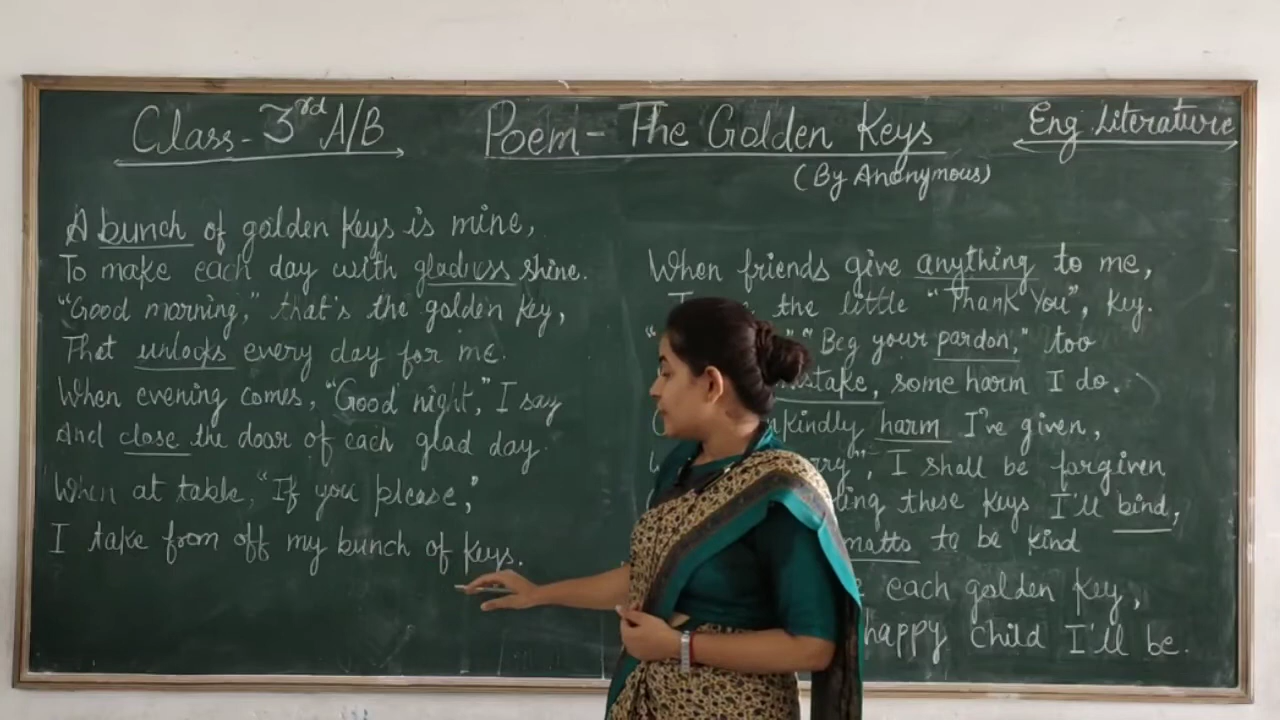 Class - 3rd A/B
Poem - The Golden Keys
Eng. Literature
(By Anonymous)
A bunch of golden keys is mine,
To make each day with gladness shine.
"Good morning," that's the golden key,
That unlocks every day for me.
When evening comes, "Good night," I say
And close the door of each glad day.
When at table, "If you please,"
I take from off my bunch of keys.
When friends give anything to me,
the little "Thank You", key.
"Beg your pardon," too
some harm I do.
harm I've given,
I shall be forgiven
these keys I'll bind,
motto to be kind
each golden key,
happy child I'll be.